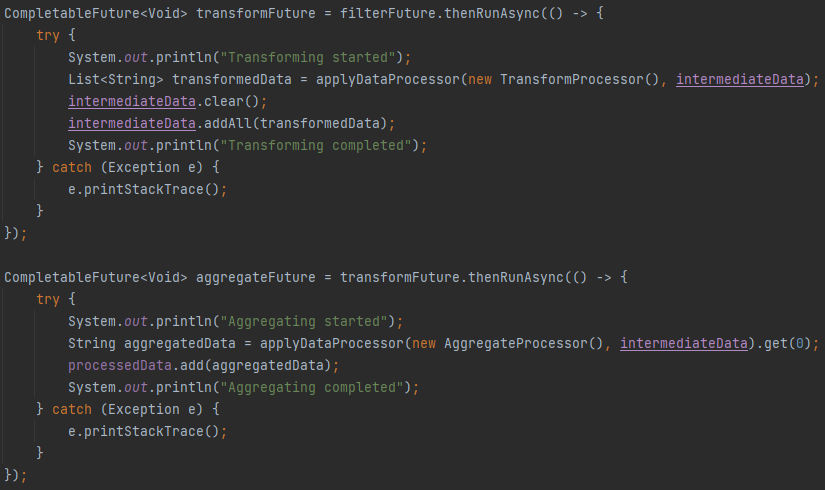 CompletableFuture<Void> transformFuture = filterFuture.thenRunAsync(() -> {
    try {
        System.out.println("Transforming started");
        List<String> transformedData = applyDataProcessor(new TransformProcessor(), intermediateData);
        intermediateData.clear();
        intermediateData.addAll(transformedData);
        System.out.println("Transforming completed");
    } catch (Exception e) {
        e.printStackTrace();
    }
});

CompletableFuture<Void> aggregateFuture = transformFuture.thenRunAsync(() -> {
    try {
        System.out.println("Aggregating started");
        String aggregatedData = applyDataProcessor(new AggregateProcessor(), intermediateData).get(0);
        processedData.add(aggregatedData);
        System.out.println("Aggregating completed");
    } catch (Exception e) {
        e.printStackTrace();
    }
});